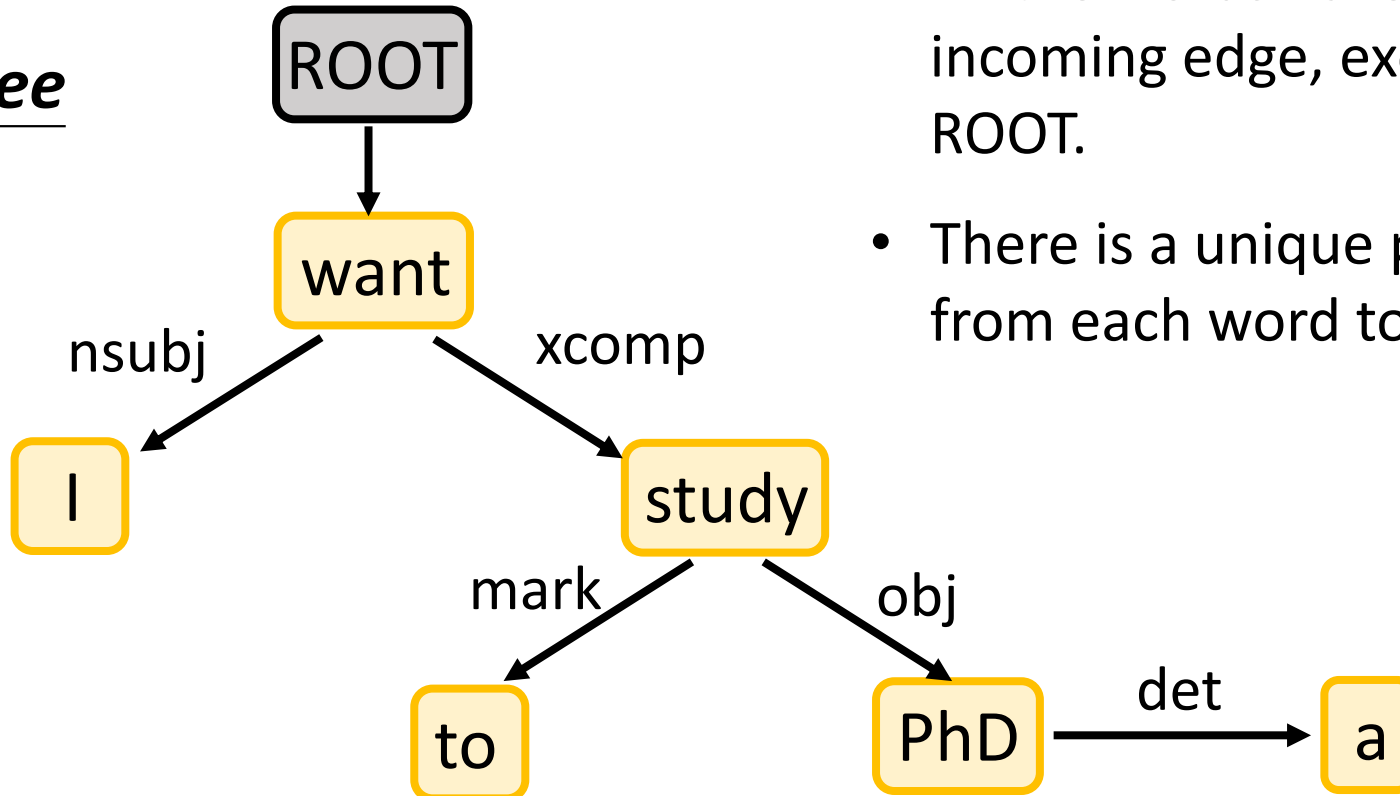 ee
ROOT
want
nsubj
xcomp
I
study
mark
obj
to
PhD
det
a
incoming edge,
ROOT.
• There is a unique
from each word to